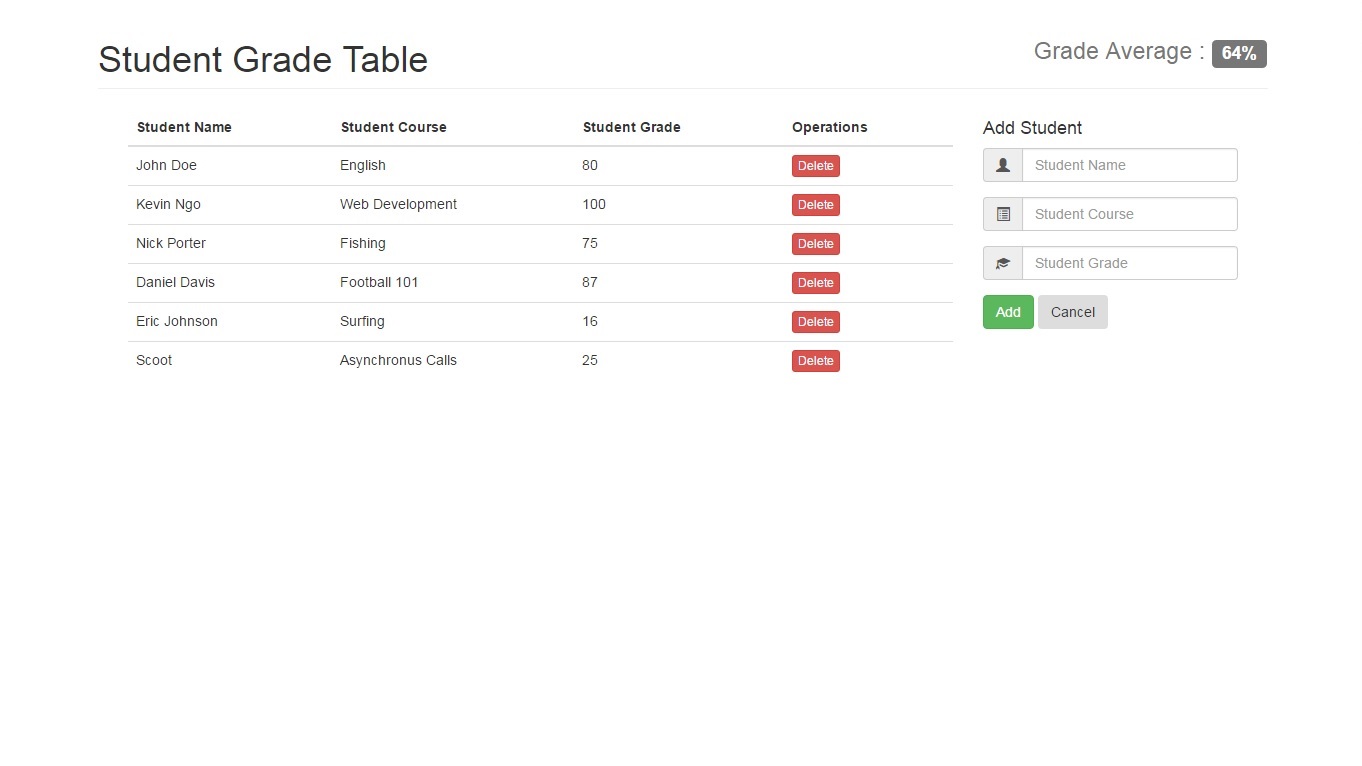 Student Grade Table
Grade Average : 64%
Student Name Student Course Student Grade Operations
John Doe English 80 Delete
Kevin Ngo Web Development 100 Delete
Nick Porter Fishing 75 Delete
Daniel Davis Football 101 87 Delete
Eric Johnson Surfing 16 Delete
Scoot Asynchronus Calls 25 Delete
Add Student
Student Name
Student Course
Student Grade
Add Cancel